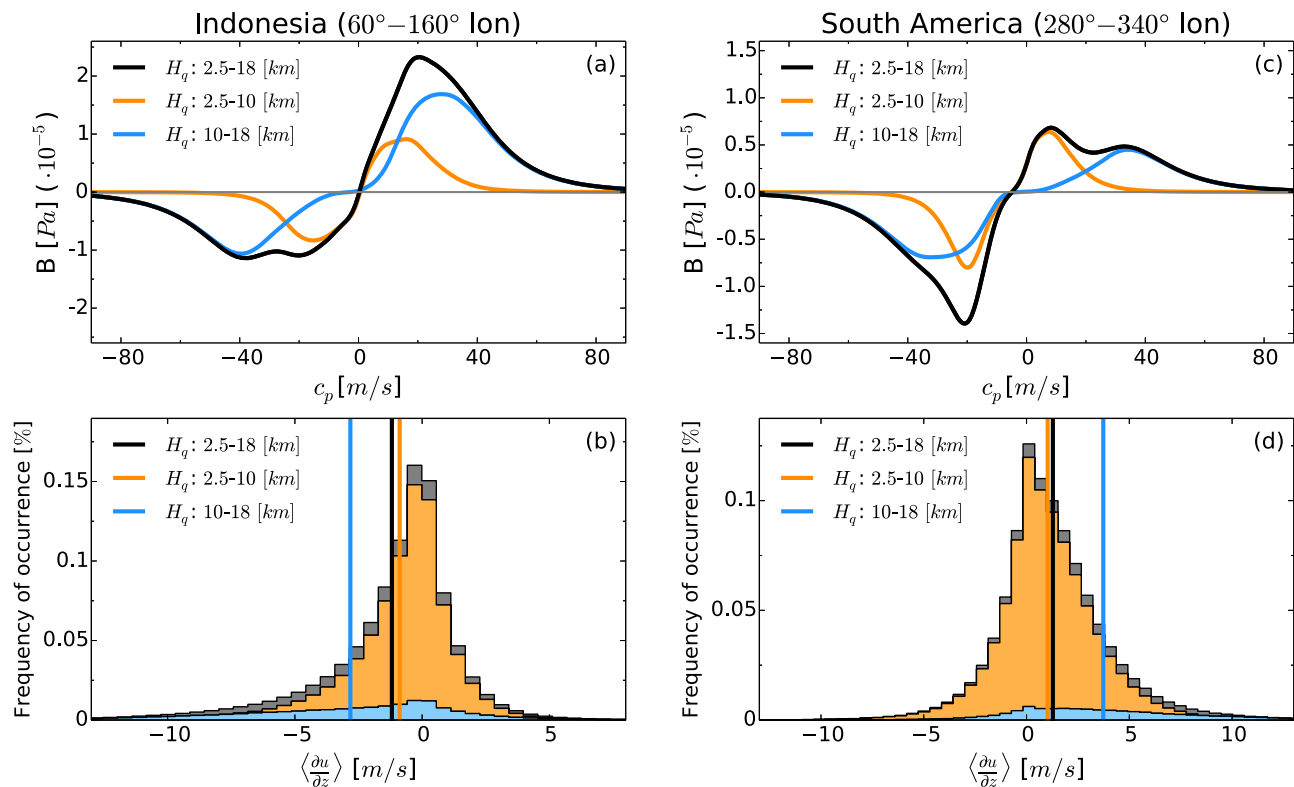 Indonesia (60°−160° lon)
(a)
H_q: 2.5-18 [km]
H_q: 2.5-10 [km]
H_q: 10-18 [km]
B [Pa] (·10⁻⁵)
2
1
0
-1
-2
−80
−40
0
40
80
c_p [m/s]
South America (280°−340° lon)
(c)
H_q: 2.5-18 [km]
H_q: 2.5-10 [km]
H_q: 10-18 [km]
B [Pa] (·10⁻⁵)
1.5
1.0
0.5
0.0
-0.5
-1.0
-1.5
−80
−40
0
40
80
c_p [m/s]
(b)
H_q: 2.5-18 [km]
H_q: 2.5-10 [km]
H_q: 10-18 [km]
Frequency of occurrence [%]
0.15
0.1
0.05
0
−10
−5
0
5
⟨∂u/∂z⟩ [m/s]
(d)
H_q: 2.5-18 [km]
H_q: 2.5-10 [km]
H_q: 10-18 [km]
Frequency of occurrence [%]
0.1
0.05
0
−10
−5
0
5
10
⟨∂u/∂z⟩ [m/s]